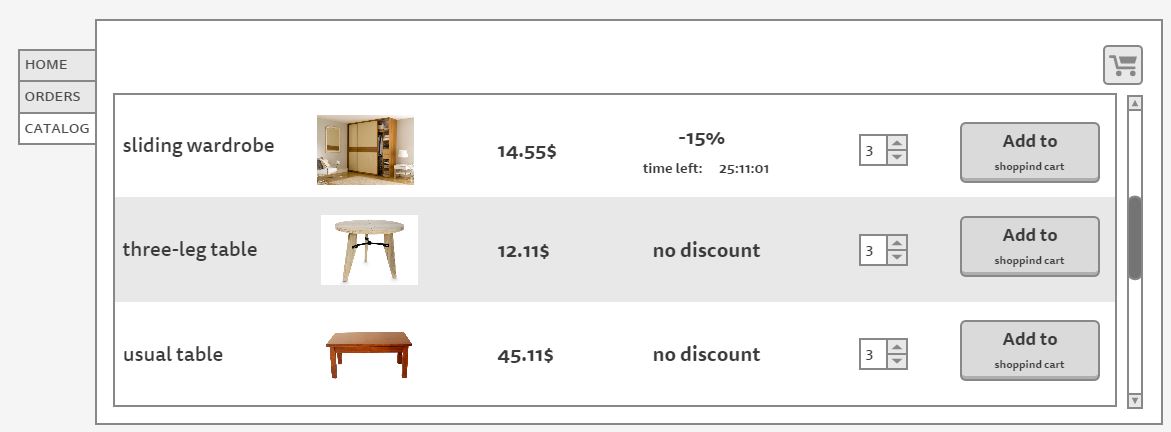 HOME
ORDERS
CATALOG
sliding wardrobe
14.55$
-15%
time left: 25:11:01
3
Add to
shoppind cart
three-leg table
12.11$
no discount
3
Add to
shoppind cart
usual table
45.11$
no discount
3
Add to
shoppind cart